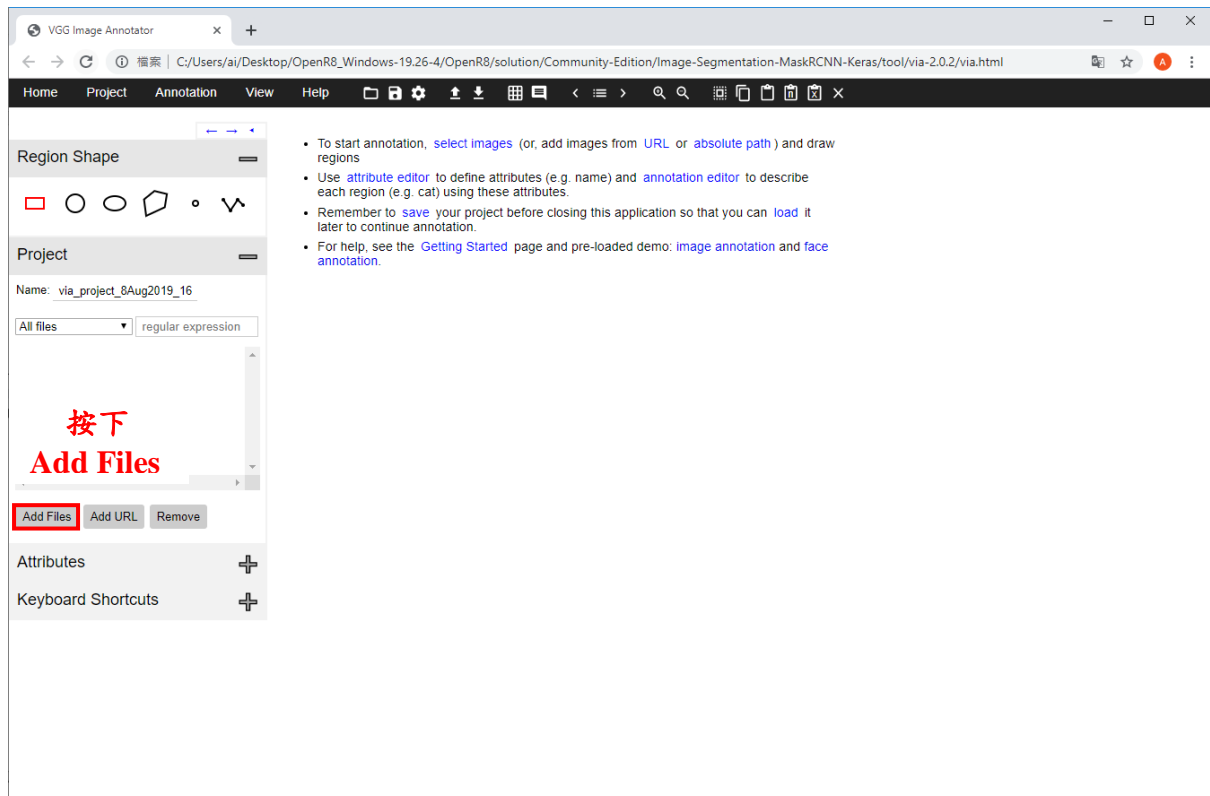 VGG Image Annotator
檔案 | C:/Users/ai/Desktop/OpenR8_Windows-19.26-4/OpenR8/solution/Community-Edition/Image-Segmentation-MaskRCNN-Keras/tool/via-2.0.2/via.html
A
Home Project Annotation View Help
Region Shape
Project
Name: via_project_8Aug2019_16
All files regular expression
按下
Add Files
Add Files Add URL Remove
Attributes
Keyboard Shortcuts
• To start annotation, select images (or, add images from URL or absolute path ) and draw
regions
• Use attribute editor to define attributes (e.g. name) and annotation editor to describe
each region (e.g. cat) using these attributes.
• Remember to save your project before closing this application so that you can load it
later to continue annotation.
• For help, see the Getting Started page and pre-loaded demo: image annotation and face
annotation.